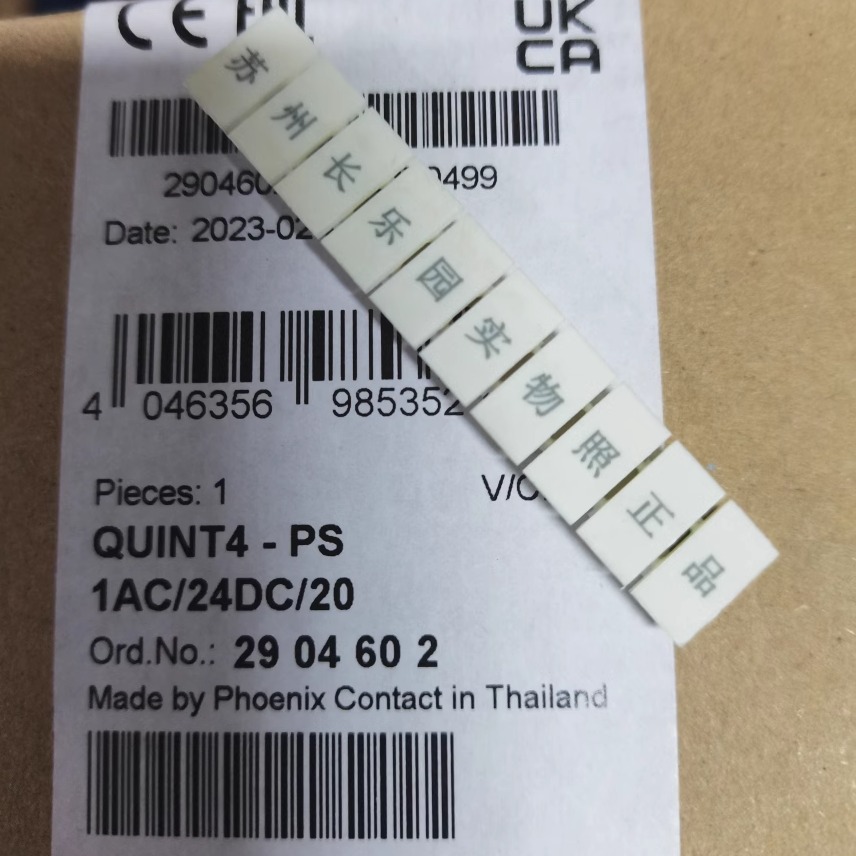 CE EAC
UK
CA
苏州长乐园实物照正品
290460 0499
Date: 2023-02
4 046356 985352
Pieces: 1 V/C
QUINT4 - PS
1AC/24DC/20
Ord.No.: 29 04 60 2
Made by Phoenix Contact in Thailand